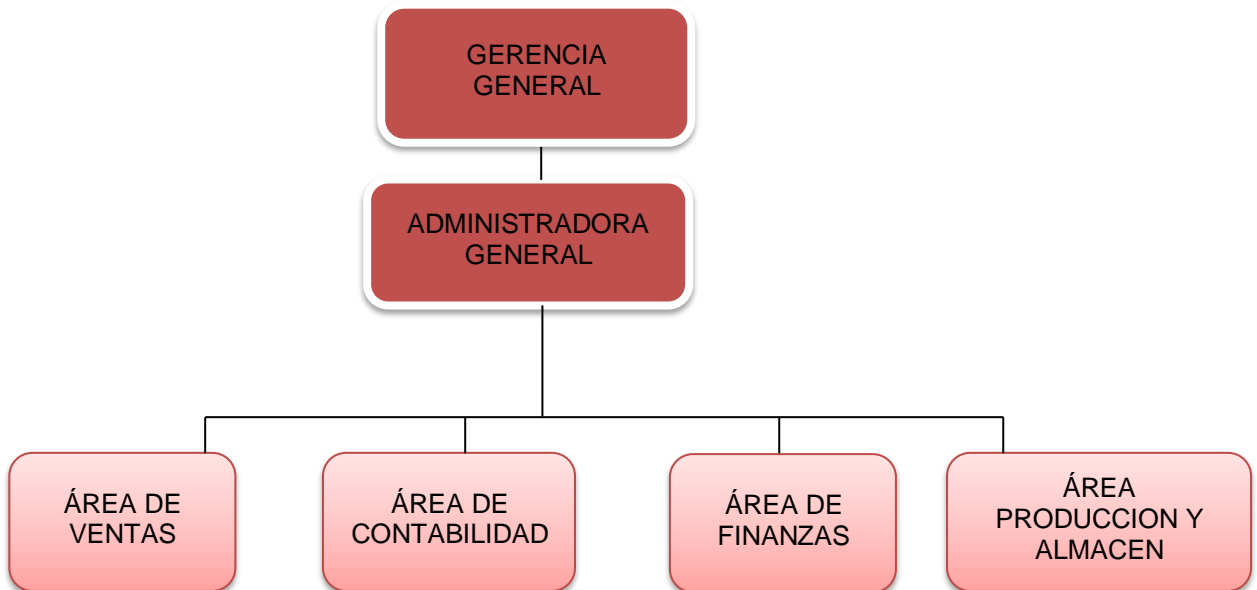 GERENCIA
GENERAL
ADMINISTRADORA
GENERAL
ÁREA DE
VENTAS
ÁREA DE
CONTABILIDAD
ÁREA DE
FINANZAS
ÁREA
PRODUCCION Y
ALMACEN